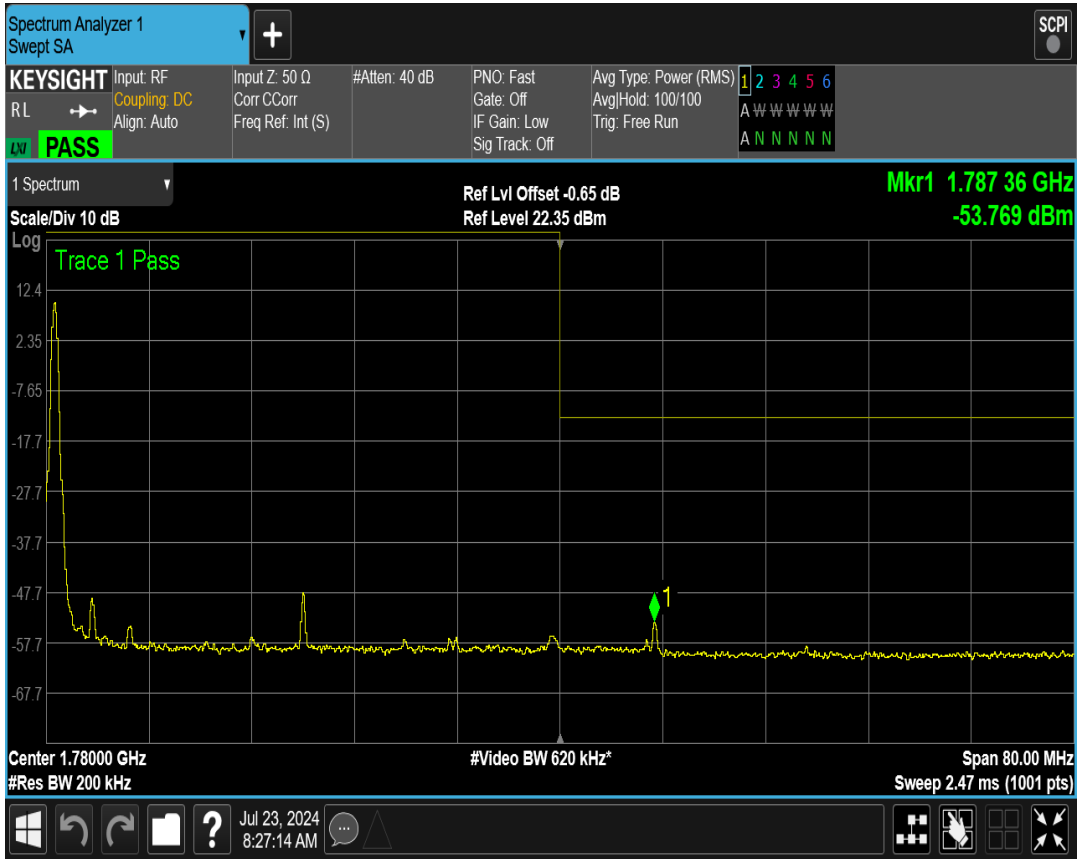 Spectrum Analyzer 1
Swept SA
+
SCPI
KEYSIGHT
R L
LXI PASS
Input: RF
Coupling: DC
Align: Auto
Input Z: 50 Ω
Corr CCorr
Freq Ref: Int (S)
#Atten: 40 dB
PNO: Fast
Gate: Off
IF Gain: Low
Sig Track: Off
Avg Type: Power (RMS)
Avg|Hold: 100/100
Trig: Free Run
1 2 3 4 5 6
A W W W W W
A N N N N N
1 Spectrum
Scale/Div 10 dB
Ref Lvl Offset -0.65 dB
Ref Level 22.35 dBm
Mkr1 1.787 36 GHz
-53.769 dBm
Log
Trace 1 Pass
12.4
2.35
-7.65
-17.7
-27.7
-37.7
-47.7
1
-57.7
-67.7
Center 1.78000 GHz
#Video BW 620 kHz*
Span 80.00 MHz
#Res BW 200 kHz
Sweep 2.47 ms (1001 pts)
?
Jul 23, 2024
8:27:14 AM